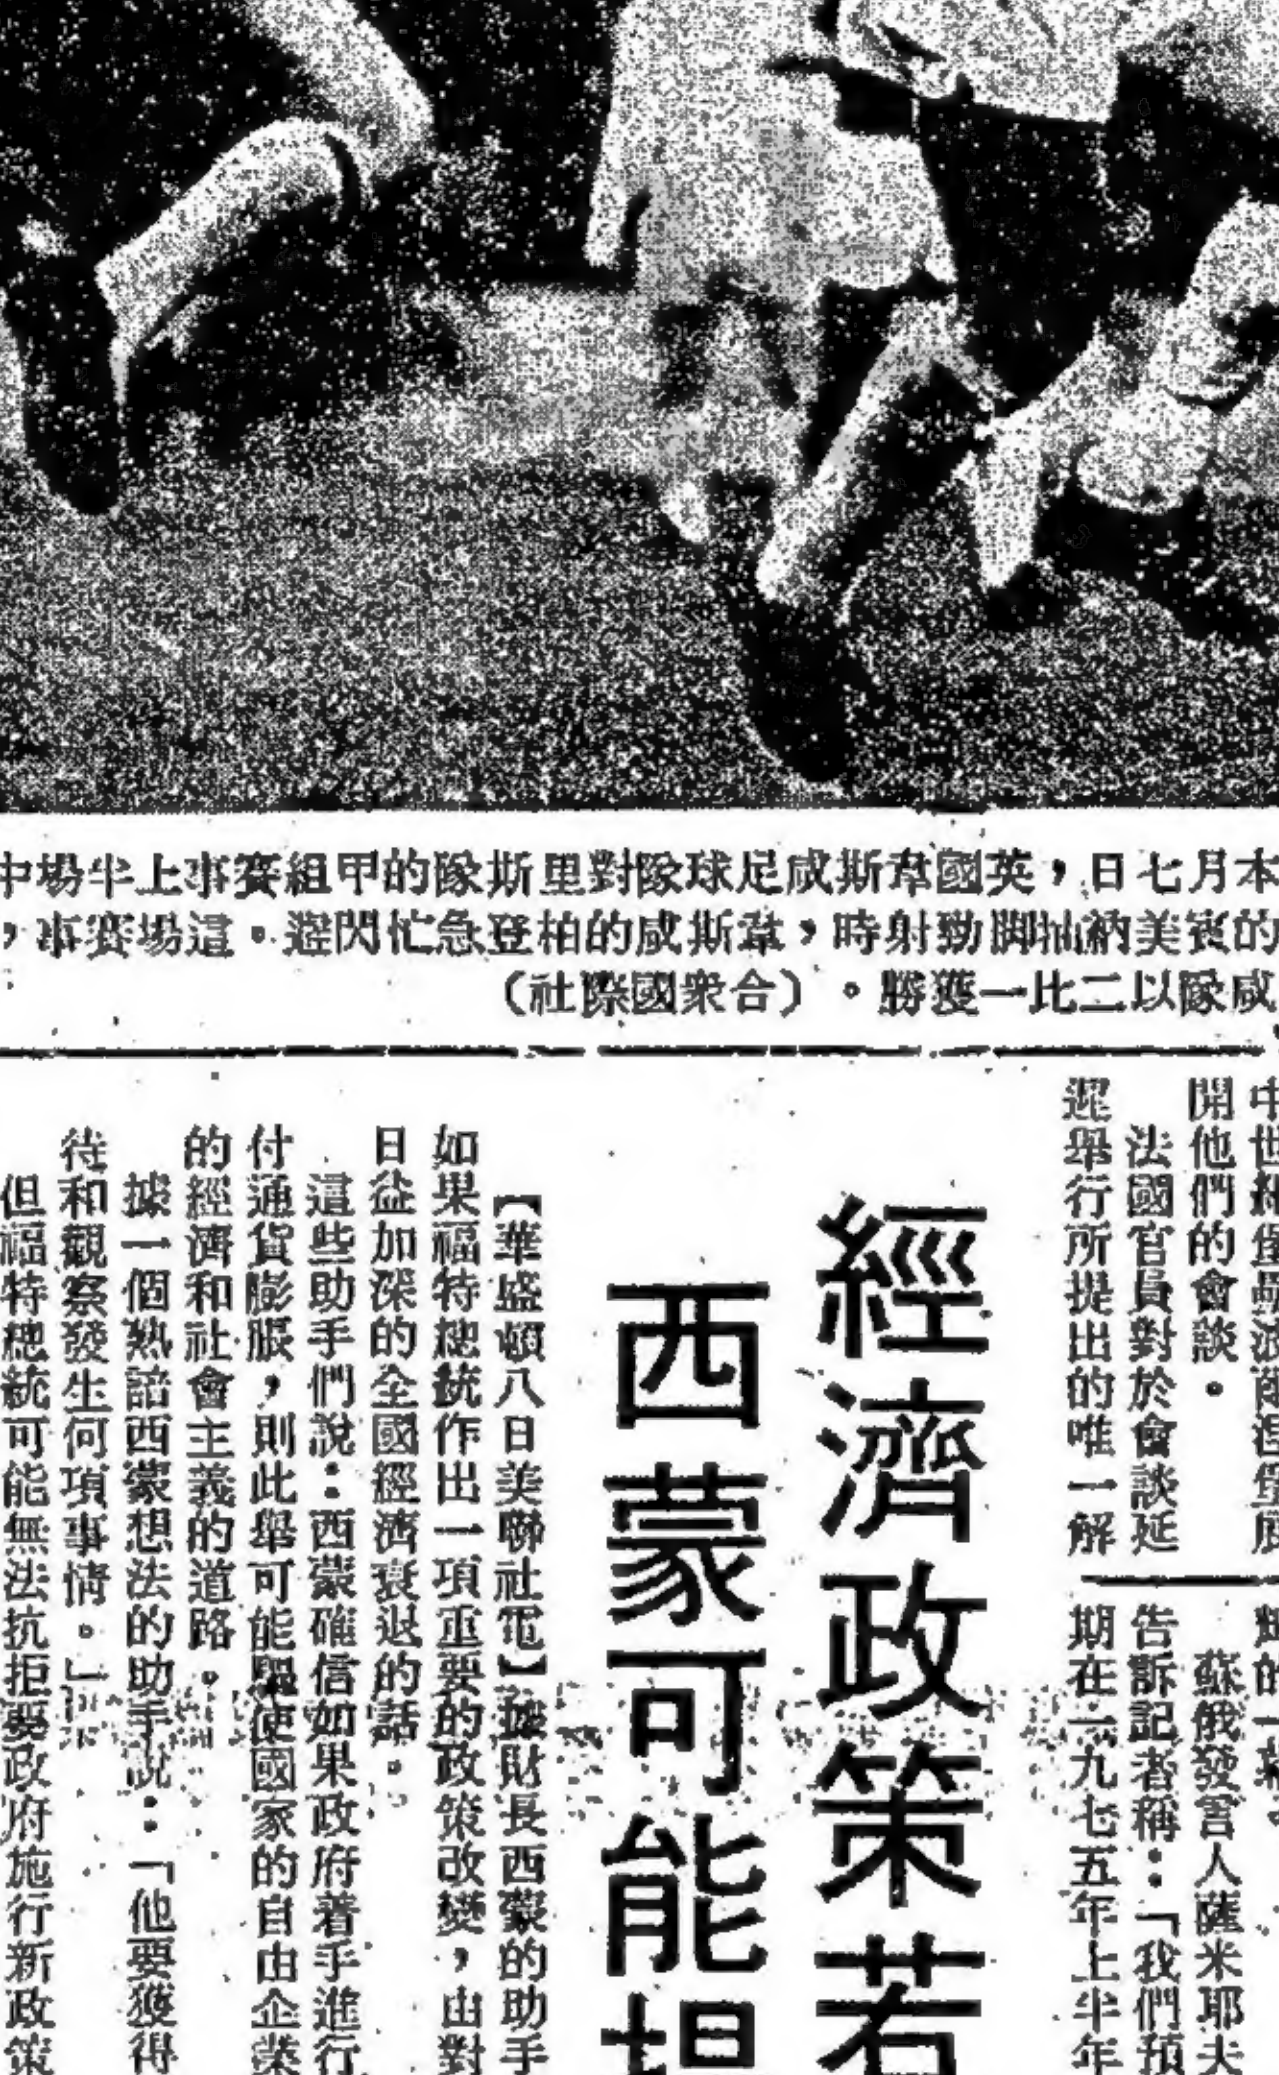 本月七日，英國韋斯咸足球隊對里斯隊的甲組賽事上半場中
的賓美納抽脚勁射時，韋斯咸的柏登急忙閃避。這場賽事，
咸隊以二比一獲勝。（合衆國際社）
開他們的會談。
法國官員對於會談延
遲舉行所提出的唯一解
蘇俄發言人薩米耶夫
告訴記者稱：「我們預
期在一九七五年上半年
經濟政策若
西蒙可能
【華盛頓八日美聯社電】據財長西蒙的助手
如果福特總統作出一項重要的政策改變，由對
日益加深的全國經濟衰退的話。
這些助手們說：西蒙確信如果政府着手進行
付通貨膨脹，則此舉可能驅使國家的自由企業
的經濟和社會主義的道路。
據一個熟諳西蒙想法的助手說：「他要獲得
待和觀察發生何項事情。」
但福特總統可能無法抗拒要政府施行新政策